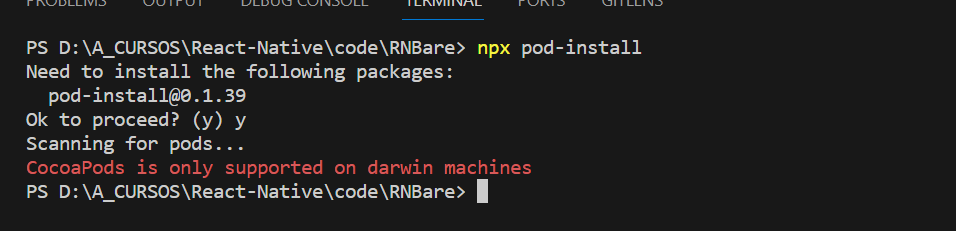 PROBLEMS OUTPUT DEBUG CONSOLE TERMINAL PORTS GITLENS
PS D:\A_CURSOS\React-Native\code\RNBare> npx pod-install
Need to install the following packages:
  pod-install@0.1.39
Ok to proceed? (y) y
Scanning for pods...
CocoaPods is only supported on darwin machines
PS D:\A_CURSOS\React-Native\code\RNBare>